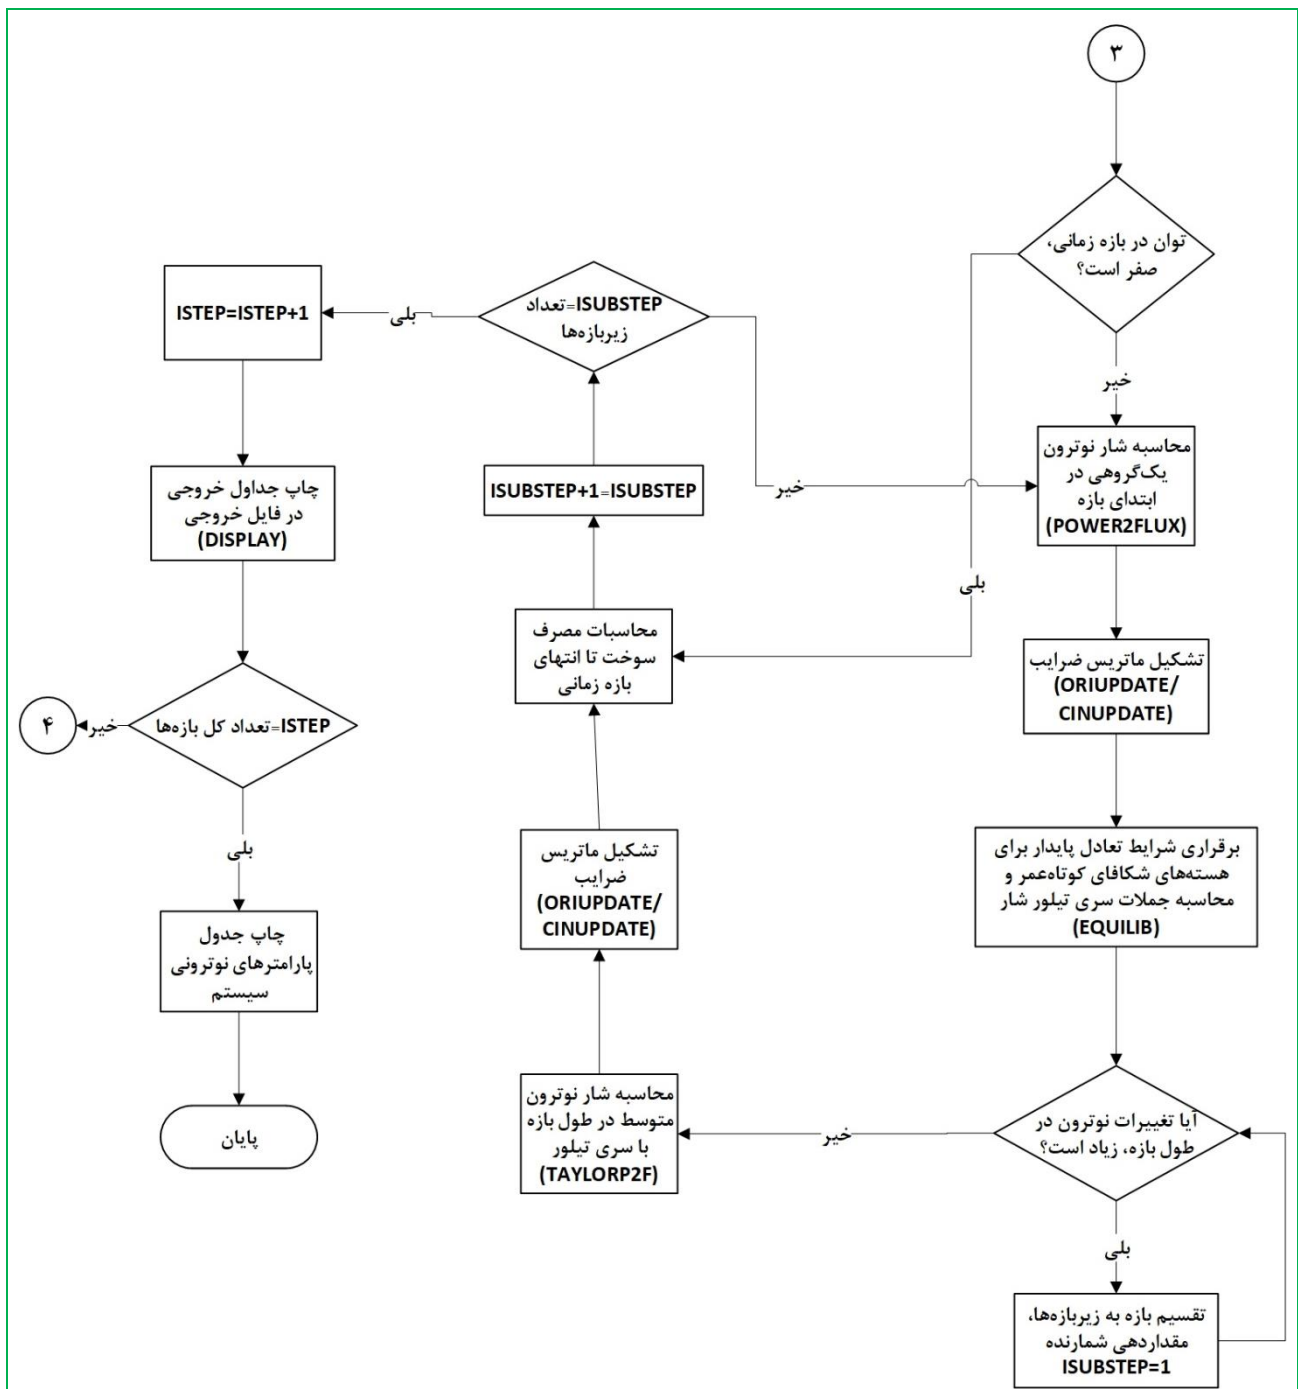 ۳
توان در بازه زمانی،
صفر است؟
خیر
بلی
محاسبه شار نوترون
یک‌گروهی در
ابتدای بازه
(POWER2FLUX)
تشکیل ماتریس ضرایب
(ORIUPDATE/
CINUPDATE)
برقراری شرایط تعادل پایدار برای
هسته‌های شکافای کوتاه‌عمر و
محاسبه جملات سری تیلور شار
(EQUILIB)
آیا تغییرات نوترون در
طول بازه، زیاد است؟
بلی
تقسیم بازه به زیربازه‌ها،
مقداردهی شمارنده
ISUBSTEP=1
خیر
محاسبه شار نوترون
متوسط در طول بازه
با سری تیلور
(TAYLORP2F)
تشکیل ماتریس
ضرایب
(ORIUPDATE/
CINUPDATE)
محاسبات مصرف
سوخت تا انتهای
بازه زمانی
ISUBSTEP+1=ISUBSTEP
ISUBSTEP=تعداد
زیربازه‌ها
خیر
بلی
ISTEP=ISTEP+1
چاپ جداول خروجی
در فایل خروجی
(DISPLAY)
ISTEP=تعداد کل بازه‌ها
خیر
۴
بلی
چاپ جدول
پارامترهای نوترونی
سیستم
پایان